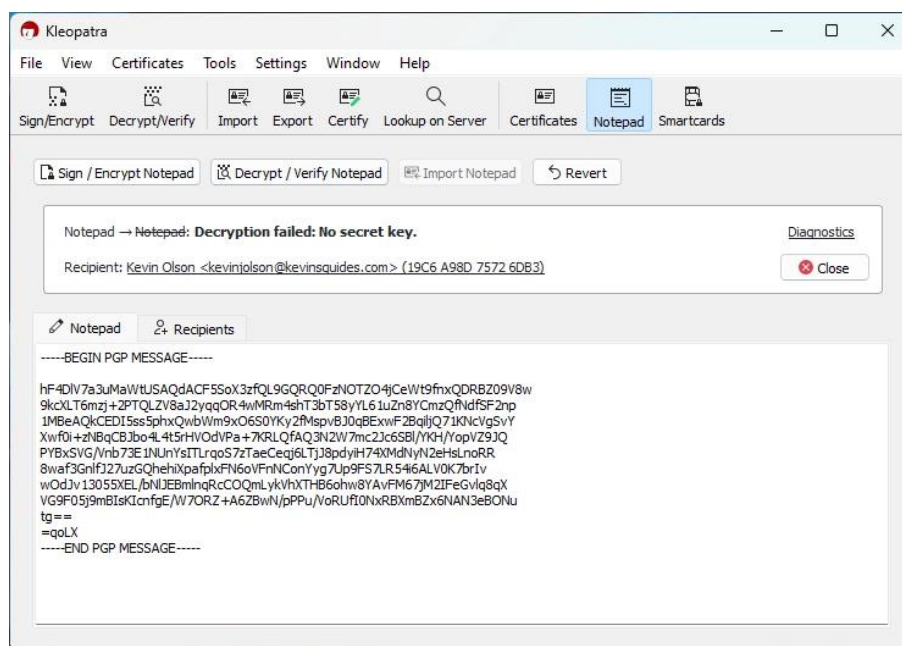 Kleopatra
File View Certificates Tools Settings Window Help
Sign/Encrypt Decrypt/Verify Import Export Certify Lookup on Server Certificates Notepad Smartcards
Sign / Encrypt Notepad Decrypt / Verify Notepad Import Notepad Revert
Notepad → Notepad: Decryption failed: No secret key. Diagnostics
Recipient: Kevin Olson <kevinjolson@kevinsguides.com> (19C6 A98D 7572 6DB3) Close
Notepad Recipients
-----BEGIN PGP MESSAGE-----
hF4DlV7a3uMaWtUSAQdACF5SoX3zfQL9GQRQ0FzNOTZO4jCeWt9fnxQDRBZ09V8w
9kcXLT6mzj+2PTQLZV8aJ2yqqOR4wMRm4shT3bT58yYL61uZn8YCmzQfNdfSF2np
1MBeAQkCEDI5ss5phxQwbWm9xO6S0YKy2fMspvBJ0qBExwF2BqiljQ71KNcVgSvY
Xwf0i+zNBqCBJbo4L4t5rHVOdVPa+7KRLQfAQ3N2W7mc2Jc6SBl/YKH/YopVZ9JQ
PYBxSVG/Vnb73E1NUnYsITLrqoS7zTaeCeqj6LTjJ8pdyiH74XMdNyN2eHsLnoRR
8waf3GnlfJ27uzGQhehiXpafplxFN6oVFnNConYyg7Up9FS7LR54i6ALV0K7brIv
wOdJv13055XEL/bNlJEBmlnqRcCOQmLykVhXTHB6ohw8YAvFM67jM2IFeGvlq8qX
VG9F05j9mBIsKIcnfgE/W7ORZ+A6ZBwN/pPPu/VoRUfI0NxRBXmBZx6NAN3eBONu
tg==
=qoLX
-----END PGP MESSAGE-----